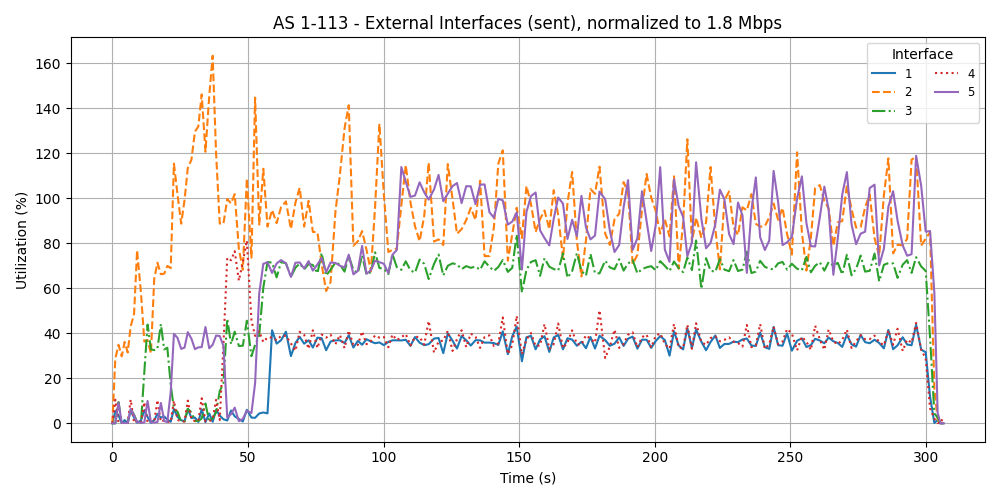 AS 1-113 - External Interfaces (sent), normalized to 1.8 Mbps
Interface
1 4
2 5
3
Utilization (%)
160
140
120
100
80
60
40
20
0
0 50 100 150 200 250 300
Time (s)